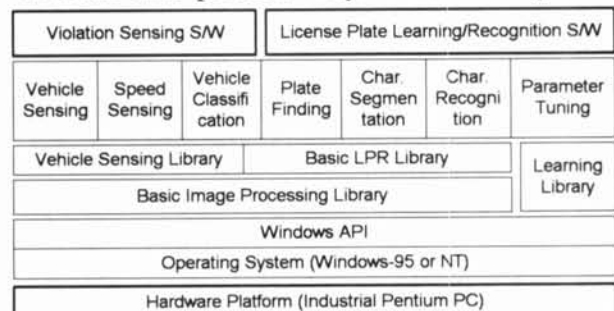 Violation Sensing S/W
License Plate Learning/Recognition S/W
Vehicle
Sensing
Speed
Sensing
Vehicle
Classifi
cation
Plate
Finding
Char.
Segmen
tation
Char.
Recogni
tion
Parameter
Tuning
Vehicle Sensing Library
Basic LPR Library
Learning
Library
Basic Image Processing Library
Windows API
Operating System (Windows-95 or NT)
Hardware Platform (Industrial Pentium PC)